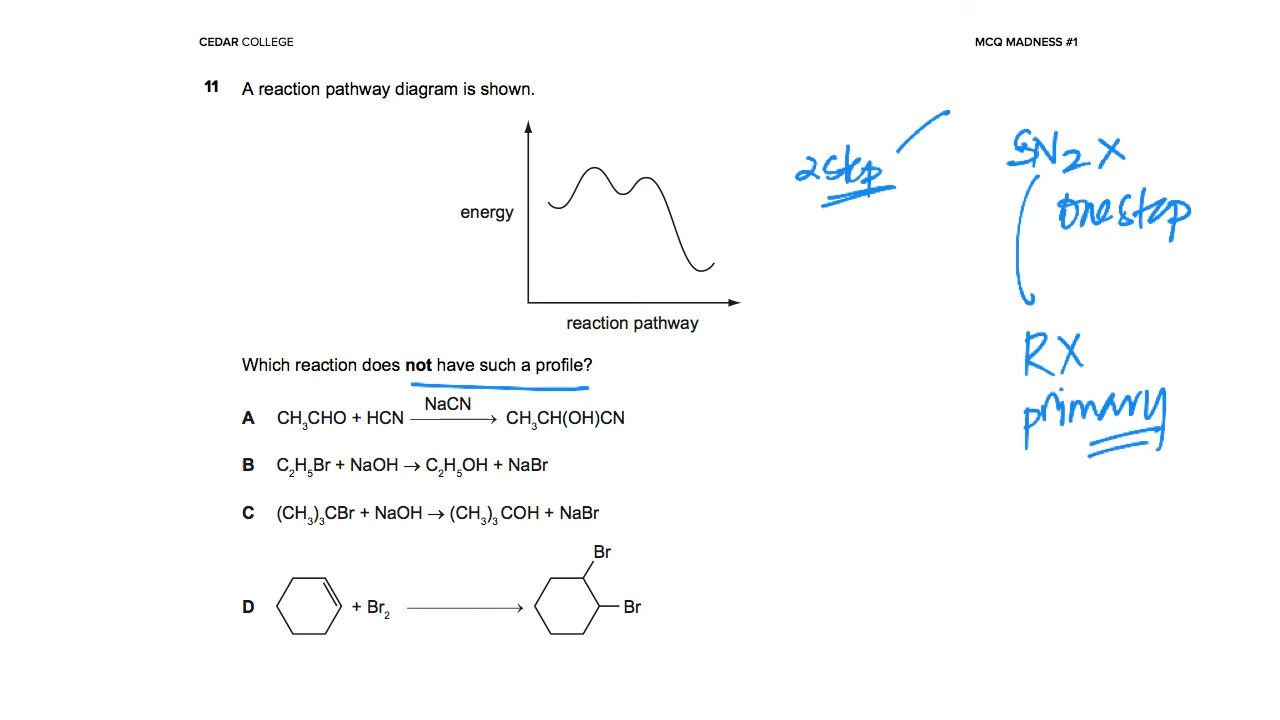 CEDAR COLLEGE
MCQ MADNESS #1
11 A reaction pathway diagram is shown.
energy
reaction pathway
2 step
SN2 X
one step
RX
primary
Which reaction does not have such a profile?
A CH₃CHO + HCN NaCN → CH₃CH(OH)CN
B C₂H₅Br + NaOH → C₂H₅OH + NaBr
C (CH₃)₃CBr + NaOH → (CH₃)₃COH + NaBr
Br
D + Br₂ → Br